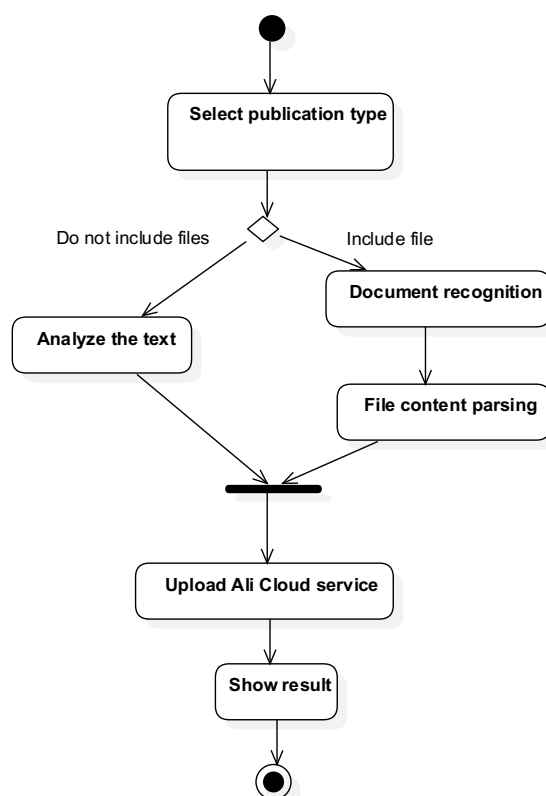 Select publication type
Do not include files
Include file
Document recognition
Analyze the text
File content parsing
Upload Ali Cloud service
Show result